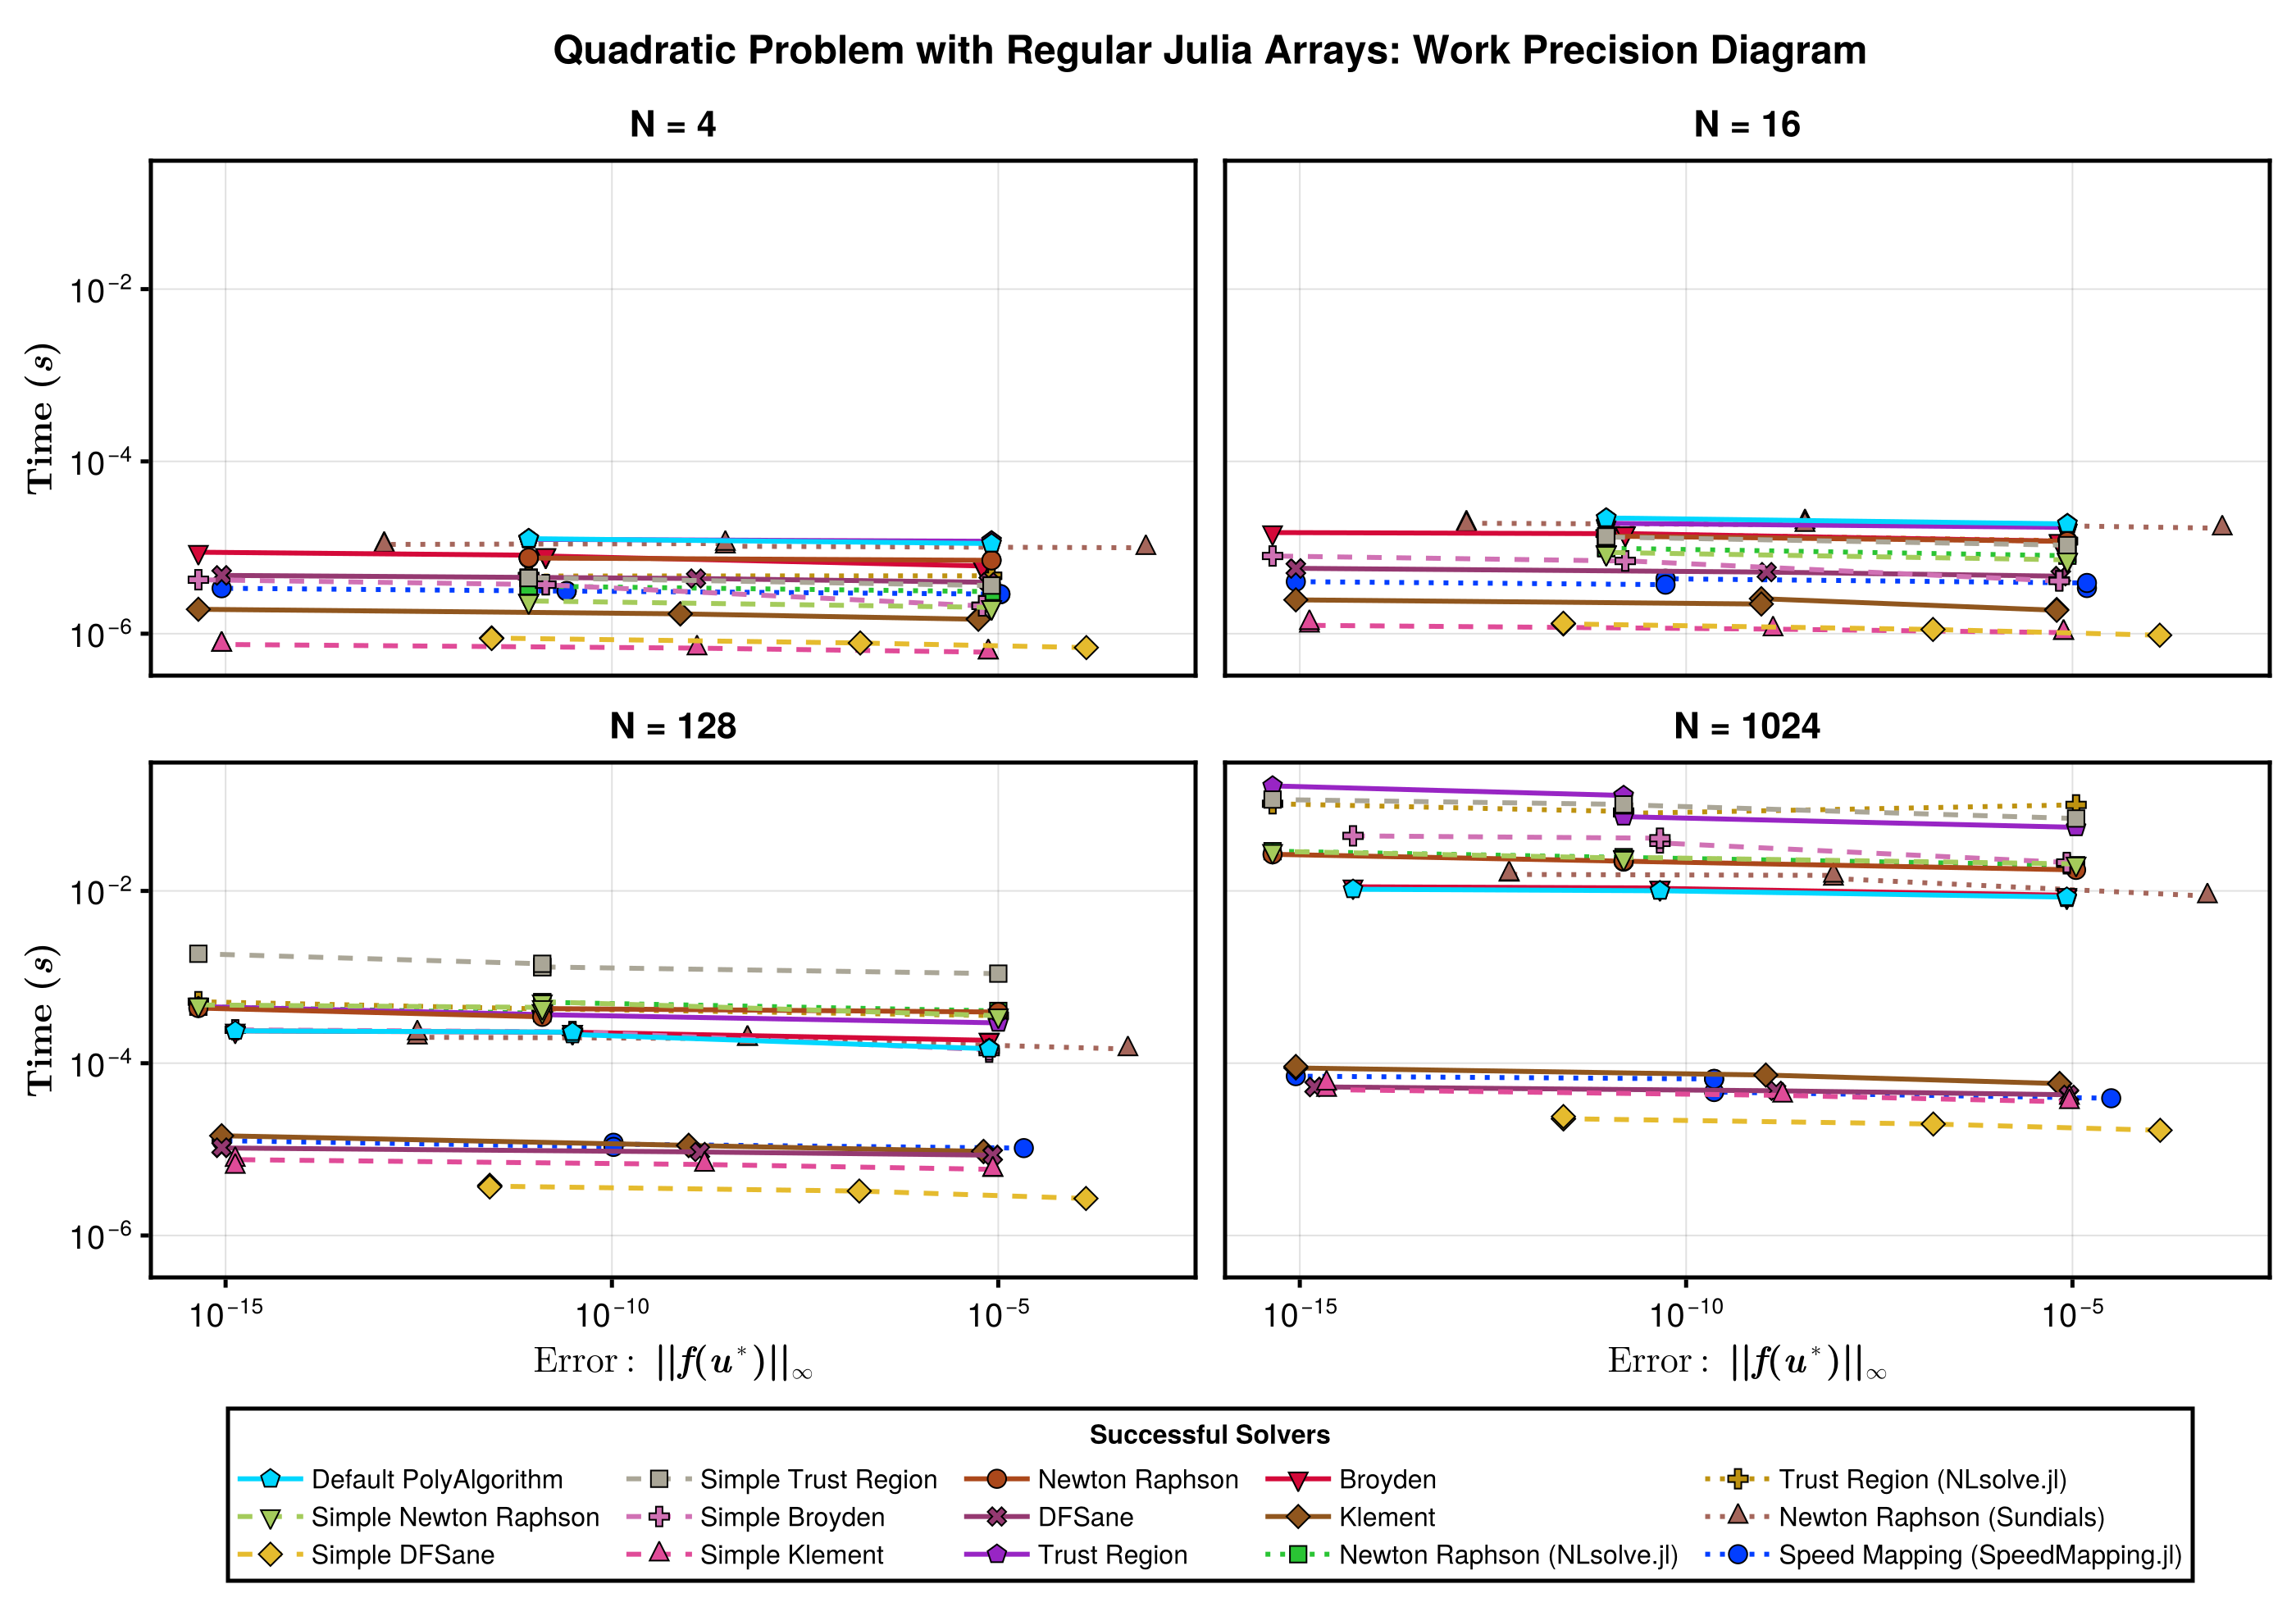 Quadratic Problem with Regular Julia Arrays: Work Precision Diagram
N = 4
N = 16
Time (s)
10⁻²
10⁻⁴
10⁻⁶
N = 128
N = 1024
Time (s)
10⁻²
10⁻⁴
10⁻⁶
10⁻¹⁵ 10⁻¹⁰ 10⁻⁵
10⁻¹⁵ 10⁻¹⁰ 10⁻⁵
Error: ||f(u*)||∞
Error: ||f(u*)||∞
Successful Solvers
Default PolyAlgorithm Simple Trust Region Newton Raphson Broyden Trust Region (NLsolve.jl)
Simple Newton Raphson Simple Broyden DFSane Klement Newton Raphson (Sundials)
Simple DFSane Simple Klement Trust Region Newton Raphson (NLsolve.jl) Speed Mapping (SpeedMapping.jl)